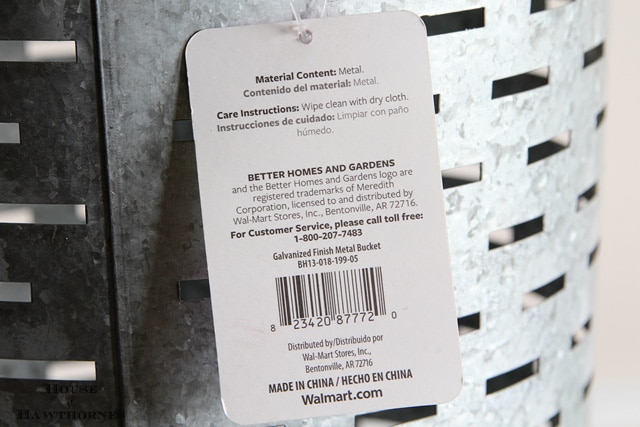 Material Content: Metal.
Contenido del material: Metal.
Care Instructions: Wipe clean with dry cloth.
Instrucciones de cuidado: Limpiar con paño
húmedo.
BETTER HOMES AND GARDENS
and the Better Homes and Gardens logo are
registered trademarks of Meredith
Corporation, licensed to and distributed by
Wal-Mart Stores, Inc., Bentonville, AR 72716.
For Customer Service, please call toll free:
1-800-207-7483
Galvanized Finish Metal Bucket
BH13-018-199-05
8 23420 87772 0
Distributed by/Distribuido por
Wal-Mart Stores, Inc.,
Bentonville, AR 72716
MADE IN CHINA / HECHO EN CHINA
Walmart.com
HOUSE
of
HAWTHORNES